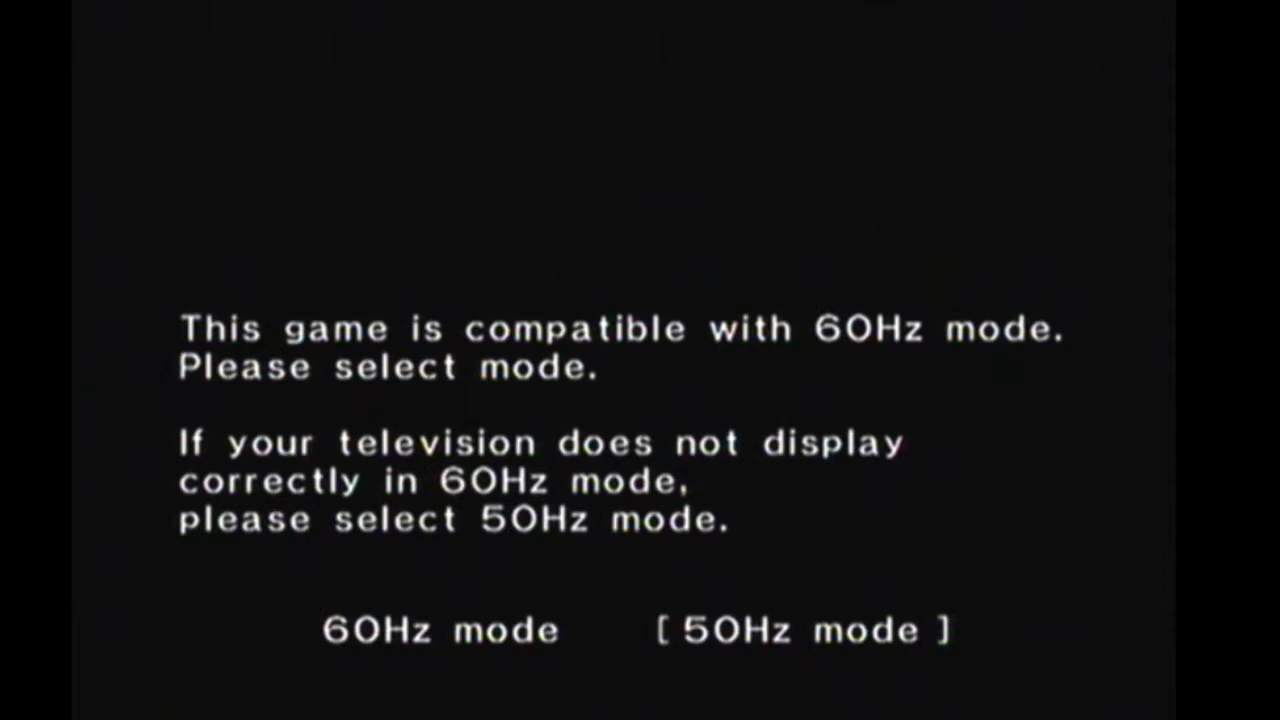 This game is compatible with 60Hz mode.
Please select mode.
If your television does not display
correctly in 60Hz mode,
please select 50Hz mode.
60Hz mode [ 50Hz mode ]